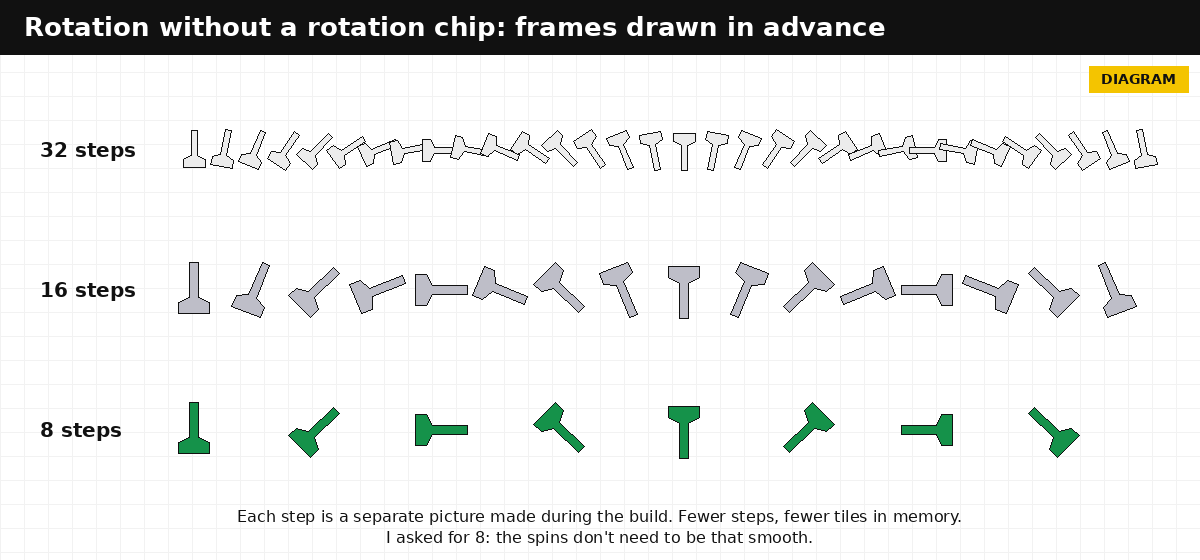 Rotation without a rotation chip: frames drawn in advance
DIAGRAM
32 steps
16 steps
8 steps
Each step is a separate picture made during the build. Fewer steps, fewer tiles in memory.
I asked for 8: the spins don't need to be that smooth.